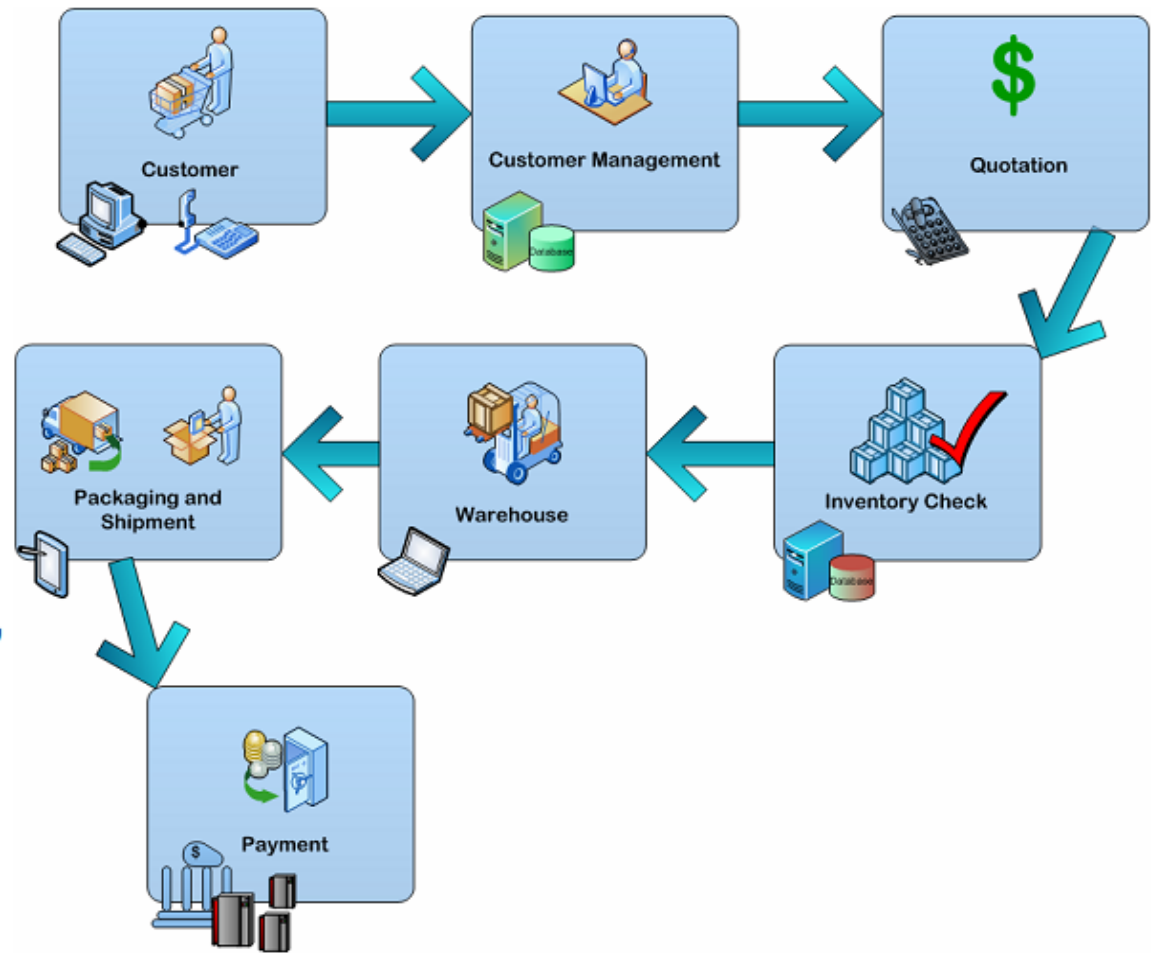 Customer
Customer Management
Database
$
Quotation
Packaging and
Shipment
Warehouse
Inventory Check
Database
Payment
$